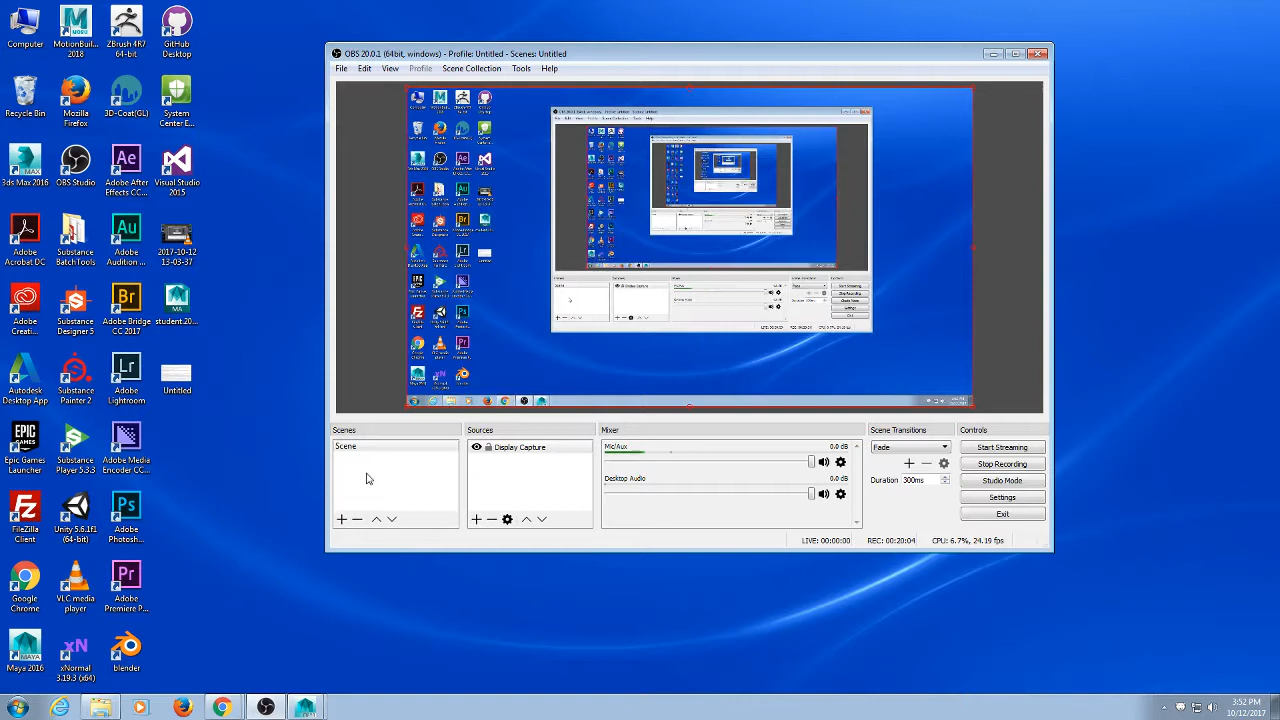 Computer
MotionBuil...
2018
ZBrush 4R7
64-bit
GitHub
Desktop
Recycle Bin
Mozilla
Firefox
3D-Coat(CU...
System
Center E...
3ds Max 2016
OBS Studio
Adobe After
Effects CC...
Visual Studio
2015
Adobe
Acrobat DC
Substance
BatchTools
Adobe
Audition ...
2017-10-12
13-03-37
Adobe
Creati...
Substance
Designer 5
Adobe Bridge
CC 2017
student.20...
Autodesk
Desktop App
Substance
Painter 2
Adobe
Lightroom
Untitled
Epic Games
Launcher
Substance
Player 5.3.3
Adobe Media
Encoder CC...
FileZilla
Client
Unity 5.6.1f1
(64-bit)
Adobe
Photosh...
Google
Chrome
VLC media
player
Adobe
Premiere P...
Maya 2016
xNormal
3.19.3 (x64)
blender
OBS 20.0.1 (64bit, windows) - Profile: Untitled - Scenes: Untitled
File Edit View Profile Scene Collection Tools Help
Scenes
Scene
Sources
Display Capture
Mixer
Mic/Aux 0.0 dB
Desktop Audio 0.0 dB
Scene Transitions
Fade
Duration 300ms
Controls
Start Streaming
Stop Recording
Studio Mode
Settings
Exit
LIVE: 00:00:00 REC: 00:20:04 CPU: 6.7%, 24.19 fps
3:52 PM
10/12/2017